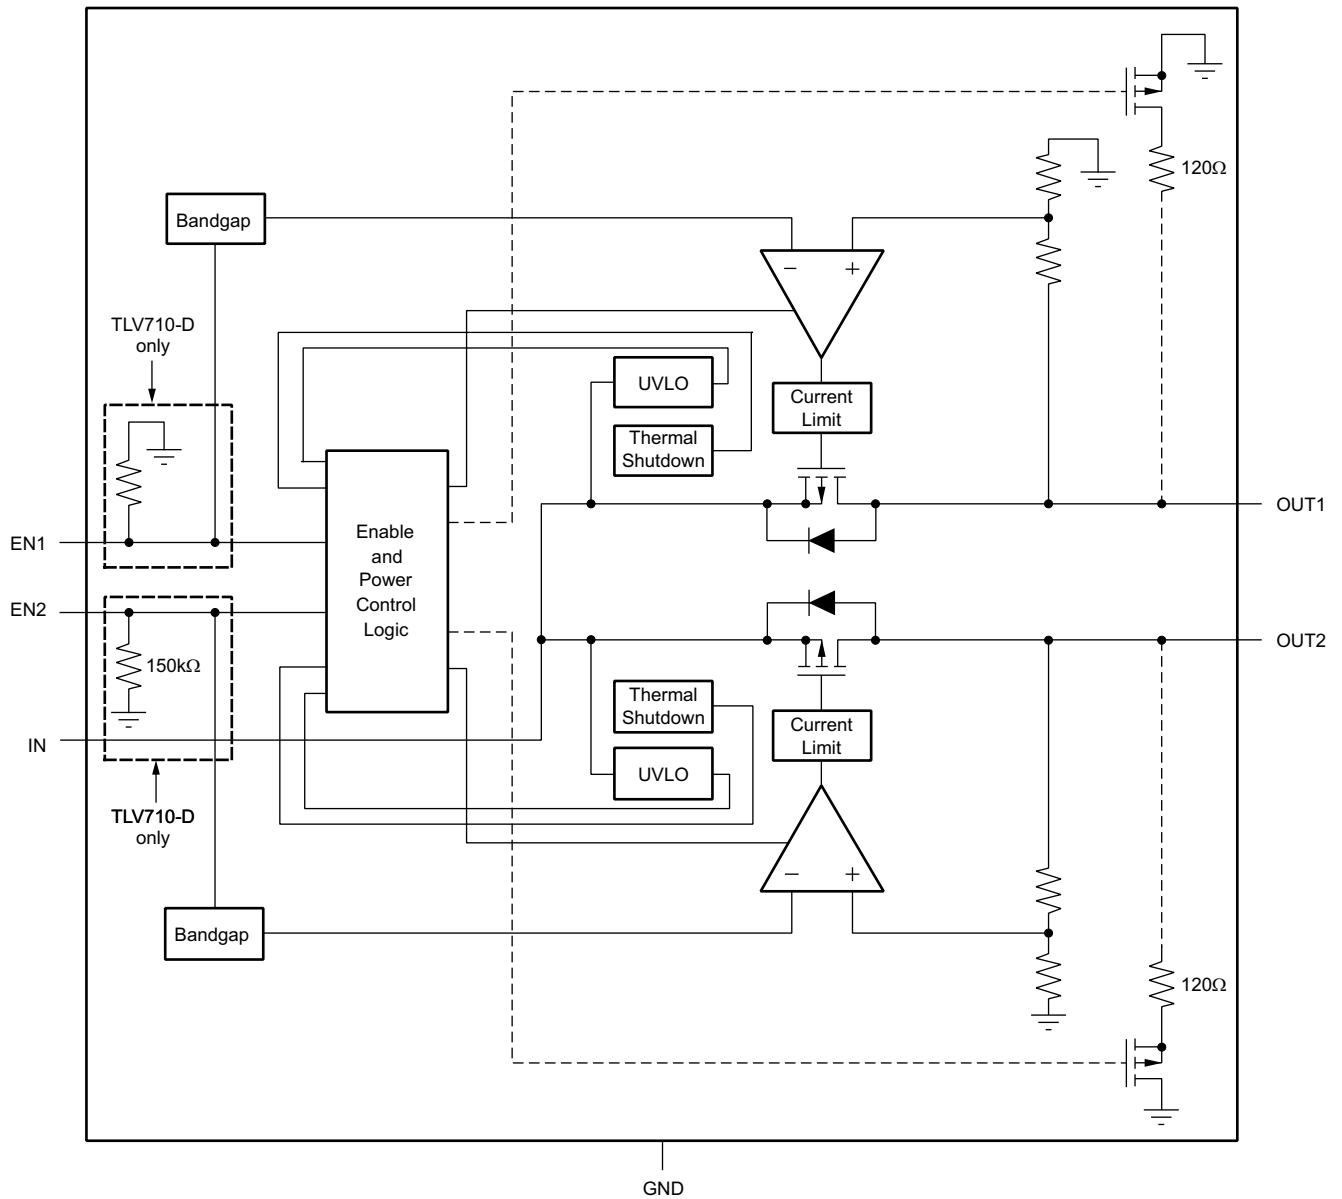 120Ω
Bandgap
− +
TLV710-D
only
UVLO
Current
Limit
Thermal
Shutdown
OUT1
EN1
Enable
and
Power
Control
Logic
EN2
OUT2
150kΩ
Thermal
Shutdown
Current
Limit
IN
UVLO
TLV710-D
only
− +
Bandgap
120Ω
GND